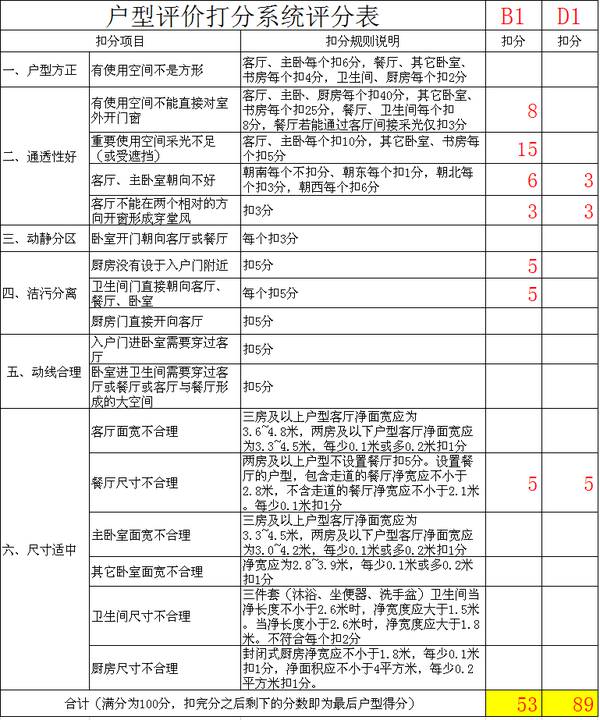 户型评价打分系统评分表 B1 D1
扣分项目 扣分规则说明 扣分 扣分
一、户型方正
有使用空间不是方形
客厅、主卧每个扣6分，餐厅、其它卧室、
书房每个扣4分，卫生间、厨房每个扣2分
二、通透性好
有使用空间不能直接对室
外开门窗
客厅、主卧、厨房每个扣40分，其它卧室、
书房每个扣25分，餐厅、卫生间每个扣
8分，餐厅若能通过客厅间接采光仅扣3分
8
重要使用空间采光不足
（或受遮挡）
客厅、主卧每个扣10分，其它卧室、书房每
个扣5分
15
客厅、主卧室朝向不好
朝南每个不扣分、朝东每个扣1分，朝北每
个扣3分，朝西每个扣6分
6 3
客厅不能在两个相对的方
向开窗形成穿堂风
扣3分
3 3
三、动静分区
卧室开门朝向客厅或餐厅
每个扣3分
四、洁污分离
厨房没有设于入户门附近
扣5分
5
卫生间门直接朝向客厅、
餐厅、卧室
每个扣5分
5
厨房门直接开向客厅
扣5分
五、动线合理
入户门进卧室需要穿过客
厅
扣5分
卧室进卫生间需要穿过客
厅或餐厅或客厅与餐厅形
成的大空间
扣5分
六、尺寸适中
客厅面宽不合理
三房及以上户型客厅净面宽应为
3.6~4.8米，两房及以下户型客厅净面宽应
为3.3~4.5米，每少0.1米或多0.2米扣1分
餐厅尺寸不合理
两房及以上户型不设置餐厅扣5分。设置餐
厅的户型，包含走道的餐厅净宽应不小于
2.8米，不含走道的餐厅净宽应不小于2.1米
。每少0.1米扣1分
5 5
主卧室面宽不合理
三房及以上户型客厅净面宽应为
3.3~4.5米，两房及以下户型客厅净面宽应
为3.0~4.2米，每少0.1米或多0.2米扣1分
其它卧室面宽不合理
净宽应为2.8~3.9米，每少0.1米或多0.2米
扣1分
卫生间尺寸不合理
三件套（沐浴、坐便器、洗手盆）卫生间当
净长度不小于2.6米时，净宽度应大于1.5米
。当净长度小于2.6米时，净宽度应大于1.8
米。不符合每个扣2分
厨房尺寸不合理
封闭式厨房净宽应不小于1.8米，每少0.1米
扣1分，净面积应不小于4平方米，每少0.2
平方米扣1分。
合计（满分为100分，扣完分之后剩下的分数即为最后户型得分） 53 89